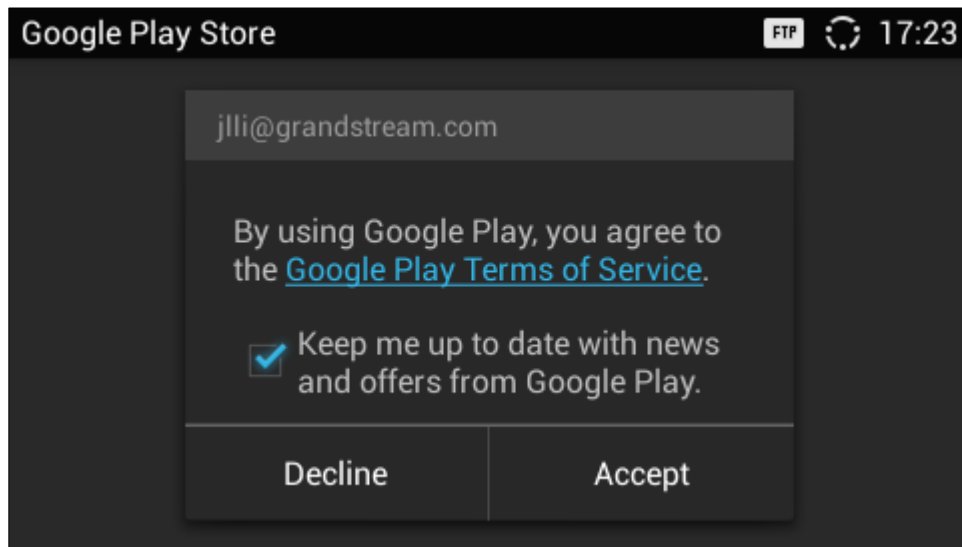 Google Play Store FTP 17:23
jlli@grandstream.com
By using Google Play, you agree to
the Google Play Terms of Service.
Keep me up to date with news
and offers from Google Play.
Decline Accept